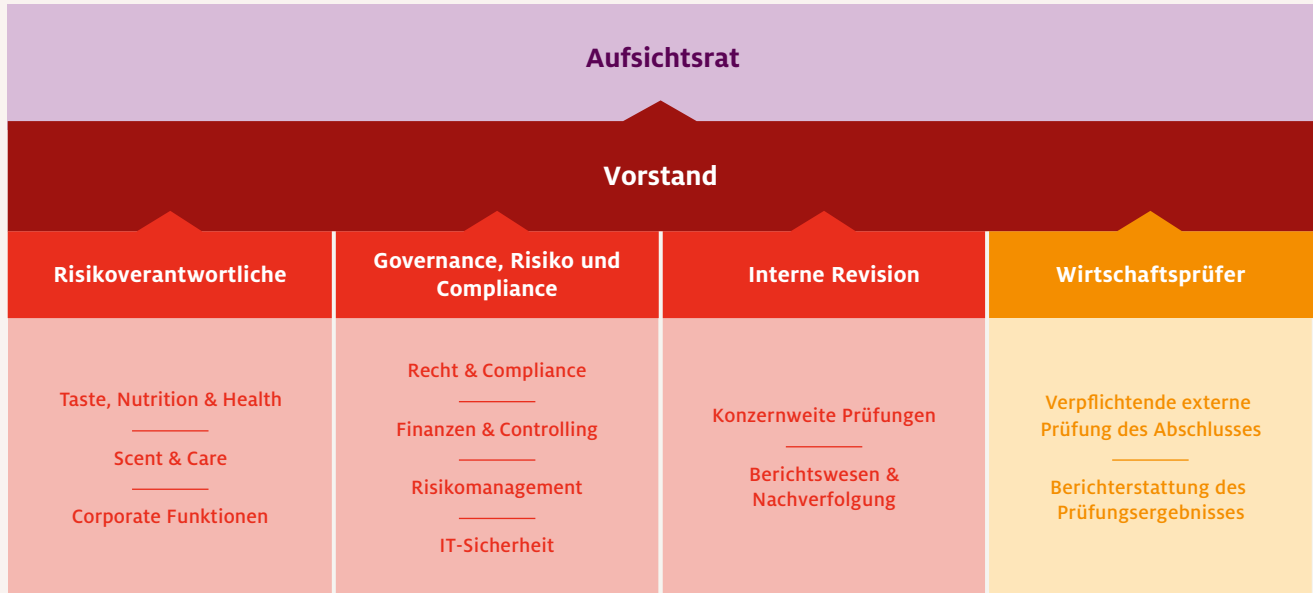 Aufsichtsrat
Vorstand
Risikoverantwortliche
Governance, Risiko und
Compliance
Interne Revision
Wirtschaftsprüfer
Taste, Nutrition & Health
Scent & Care
Corporate Funktionen
Recht & Compliance
Finanzen & Controlling
Risikomanagement
IT-Sicherheit
Konzernweite Prüfungen
Berichtswesen &
Nachverfolgung
Verpflichtende externe
Prüfung des Abschlusses
Berichterstattung des
Prüfungsergebnisses